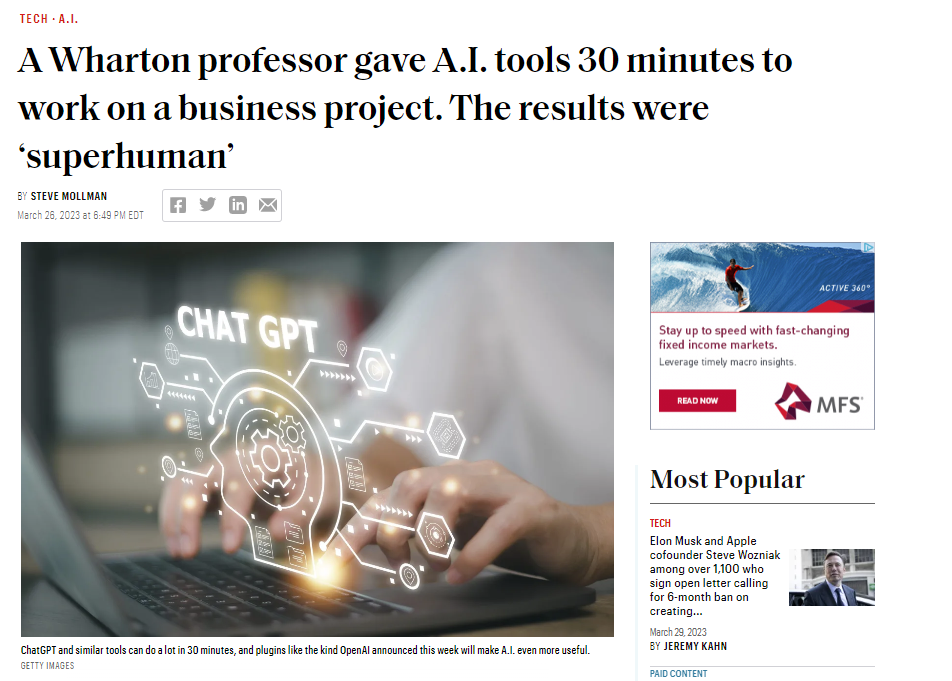 TECH · A.I.
A Wharton professor gave A.I. tools 30 minutes to
work on a business project. The results were
‘superhuman’
BY STEVE MOLLMAN
March 26, 2023 at 6:49 PM EDT
CHAT GPT
ChatGPT and similar tools can do a lot in 30 minutes, and plugins like the kind OpenAI announced this week will make A.I. even more useful.
GETTY IMAGES
ACTIVE 360°
Stay up to speed with fast-changing
fixed income markets.
Leverage timely macro insights.
READ NOW
MFS®
Most Popular
TECH
Elon Musk and Apple
cofounder Steve Wozniak
among over 1,100 who
sign open letter calling
for 6-month ban on
creating...
March 29, 2023
BY JEREMY KAHN
PAID CONTENT